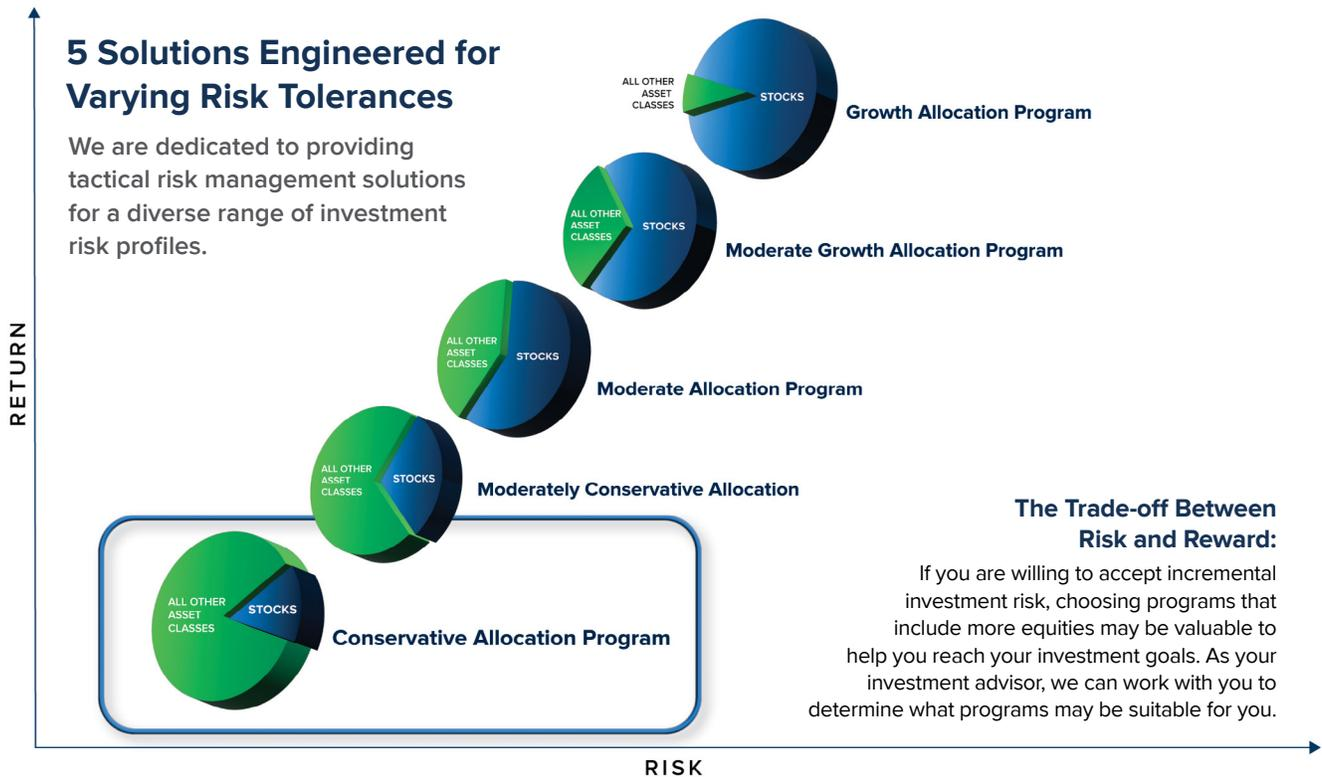 5 Solutions Engineered for
Varying Risk Tolerances
We are dedicated to providing
tactical risk management solutions
for a diverse range of investment
risk profiles.
ALL OTHER
ASSET
CLASSES
STOCKS
Growth Allocation Program
ALL OTHER
ASSET
CLASSES
STOCKS
Moderate Growth Allocation Program
ALL OTHER
ASSET
CLASSES
STOCKS
Moderate Allocation Program
ALL OTHER
ASSET
CLASSES
STOCKS
Moderately Conservative Allocation
ALL OTHER
ASSET
CLASSES
STOCKS
Conservative Allocation Program
The Trade-off Between
Risk and Reward:
If you are willing to accept incremental
investment risk, choosing programs that
include more equities may be valuable to
help you reach your investment goals. As your
investment advisor, we can work with you to
determine what programs may be suitable for you.
RETURN
RISK